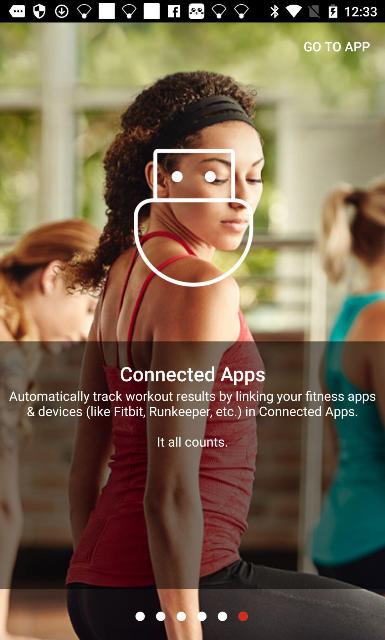 12:33
GO TO APP
Connected Apps
Automatically track workout results by linking your fitness apps
& devices (like Fitbit, Runkeeper, etc.) in Connected Apps.
It all counts.